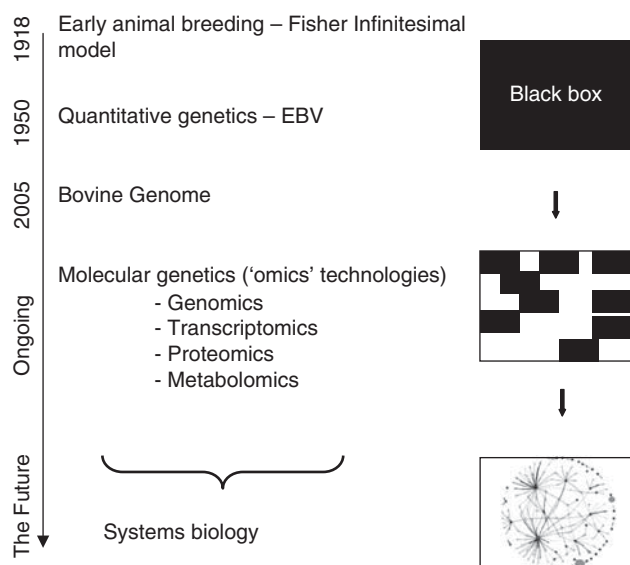 1918
Early animal breeding – Fisher Infinitesimal
model
Black box
1950
Quantitative genetics – EBV
2005
Bovine Genome
Ongoing
Molecular genetics (‘omics’ technologies)
- Genomics
- Transcriptomics
- Proteomics
- Metabolomics
The Future
Systems biology